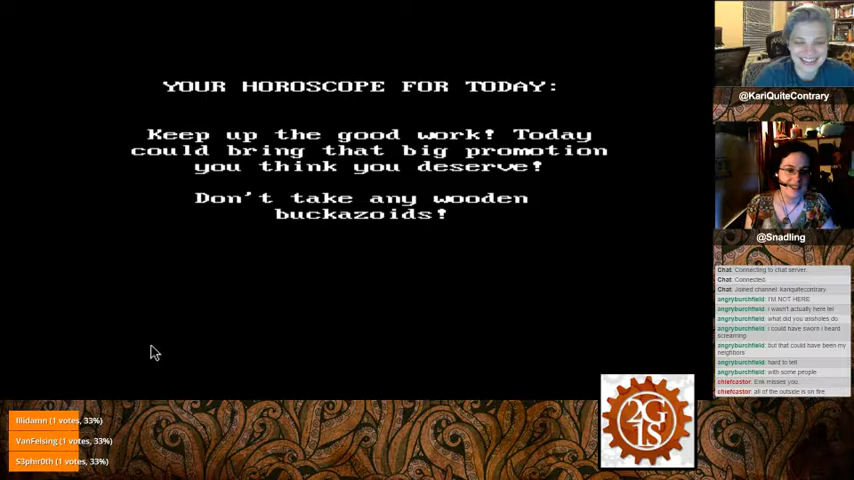 YOUR HOROSCOPE FOR TODAY:
Keep up the good work! Today
could bring that big promotion
you think you deserve!
Don't take any wooden
buckazoids!
@KariQuiteContrary
@Snadling
Chat: Connecting to chat server.
Chat: Connected.
Chat: Joined channel: kariquitecontrary.
angryburchfield: I'M NOT HERE
angryburchfield: i wasn't actually here lel
angryburchfield: what did you assholes do
angryburchfield: i could have sworn i heard
screaming
angryburchfield: but that could have been my
neighbors
angryburchfield: hard to tell
angryburchfield: with some people
chiefcastor: Erik misses you.
chiefcastor: all of the outside is on fire
Illidamn (1 votes, 33%)
VanFelsing (1 votes, 33%)
S3phir0th (1 votes, 33%)
2G
1S